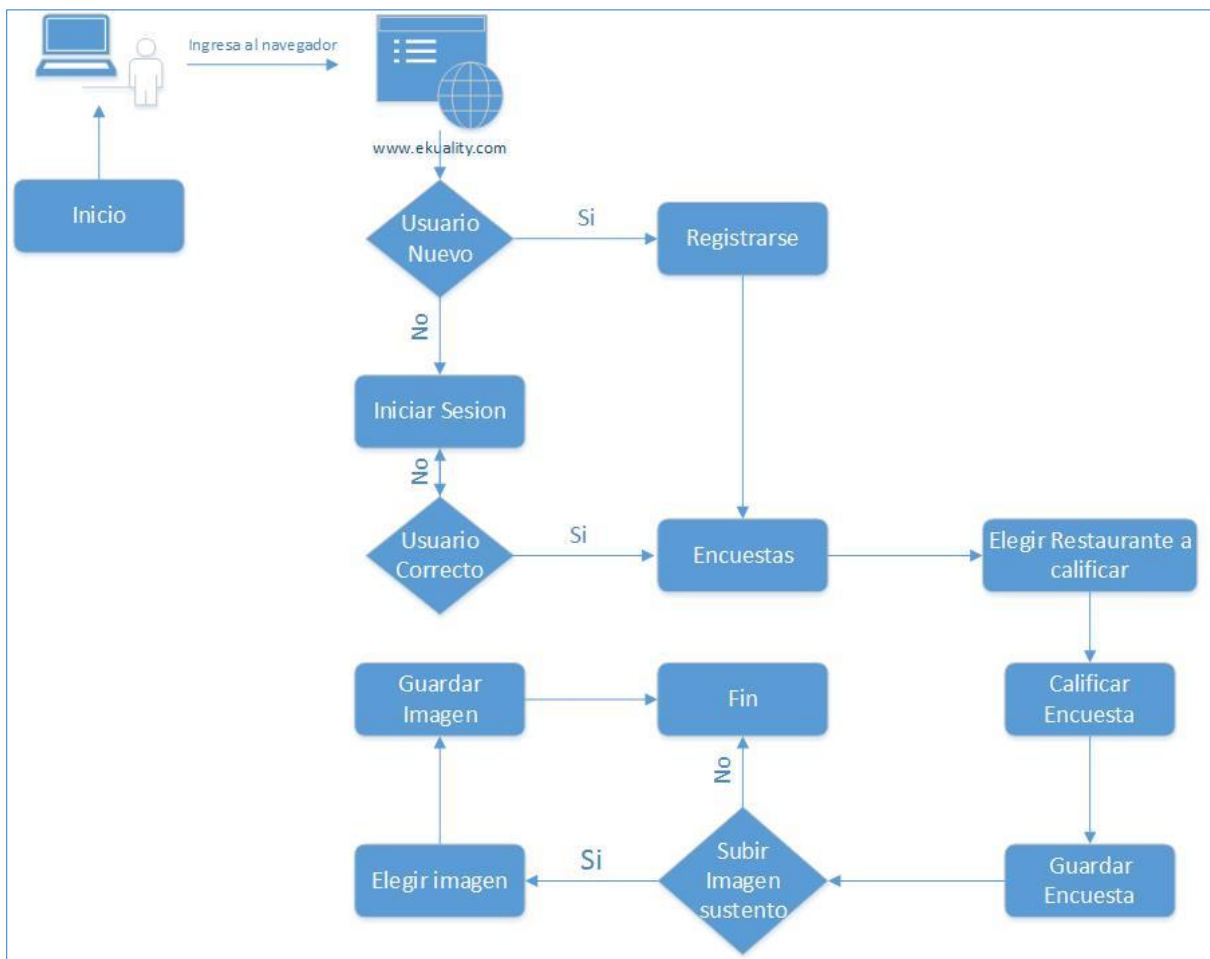 Ingresa al navegador
www.ekuality.com
Inicio
Usuario
Nuevo
Si
Registrarse
No
Iniciar Sesion
No
Usuario
Correcto
Si
Encuestas
Elegir Restaurante a
calificar
Guardar
Imagen
Fin
Calificar
Encuesta
No
Elegir imagen
Si
Subir
Imagen
sustento
Guardar
Encuesta